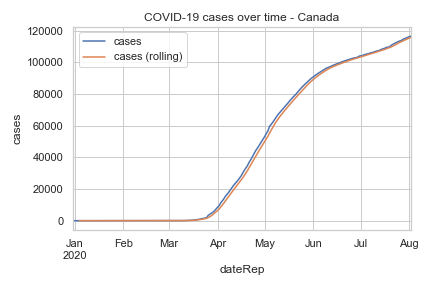 COVID-19 cases over time - Canada
cases
cases (rolling)
120000
100000
80000
60000
40000
20000
0
cases
Jan Feb Mar Apr May Jun Jul Aug
2020
dateRep